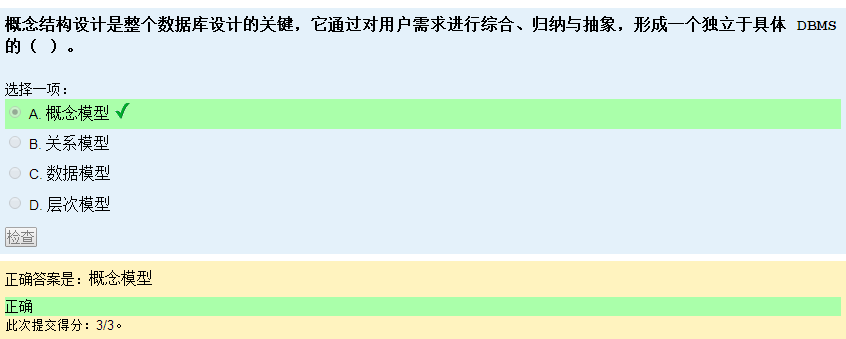 概念结构设计是整个数据库设计的关键，它通过对用户需求进行综合、归纳与抽象，形成一个独立于具体 DBMS
的（ ）。
选择一项：
A. 概念模型
B. 关系模型
C. 数据模型
D. 层次模型
检查
正确答案是：概念模型
正确
此次提交得分：3/3。